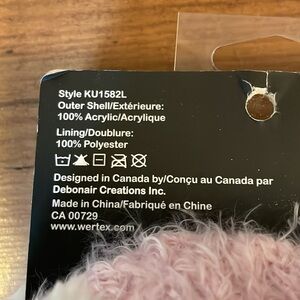 Style KU1582L
Outer Shell/Extérieure:
100% Acrylic/Acrylique
Lining/Doublure:
100% Polyester
Designed in Canada by/Conçu au Canada par
Debonair Creations Inc.
Made in China/Fabriqué en Chine
CA 00729
www.wertex.com